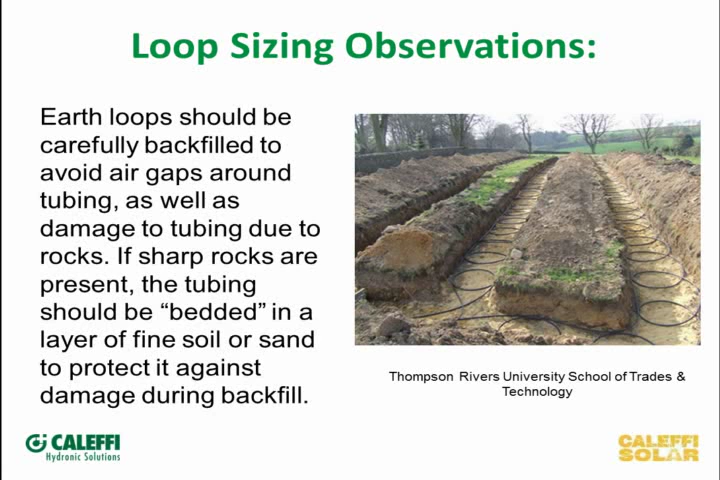 Loop Sizing Observations:
Earth loops should be
carefully backfilled to
avoid air gaps around
tubing, as well as
damage to tubing due to
rocks. If sharp rocks are
present, the tubing
should be “bedded” in a
layer of fine soil or sand
to protect it against
damage during backfill.
Thompson Rivers University School of Trades &
Technology
CALEFFI
Hydronic Solutions
CALEFFI
SOLAR